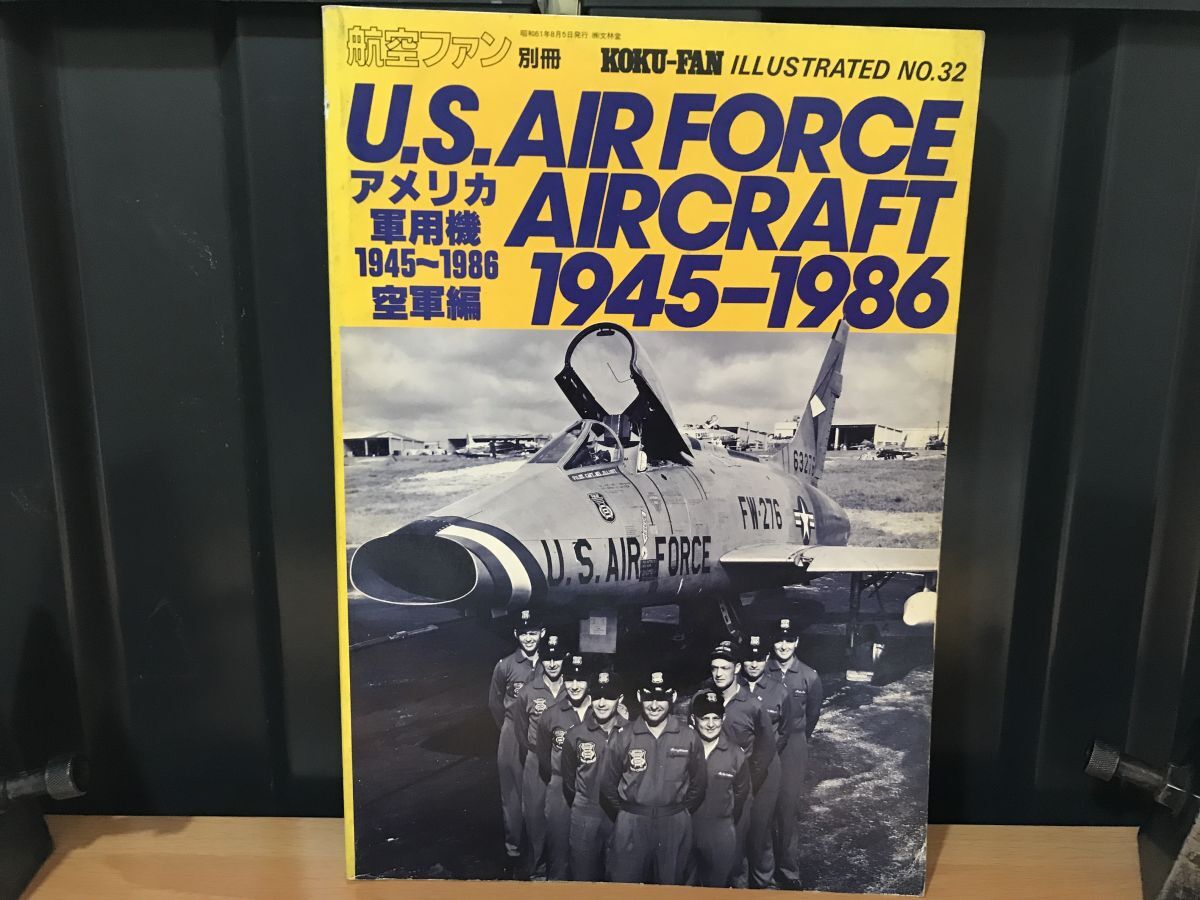 航空ファン 別冊
昭和61年8月5日発行 ㈱文林堂
KOKU-FAN ILLUSTRATED NO.32
U.S. AIR FORCE
AIRCRAFT
1945-1986
アメリカ
軍用機
1945~1986
空軍編
63276
FW-276
U.S. AIR FORCE